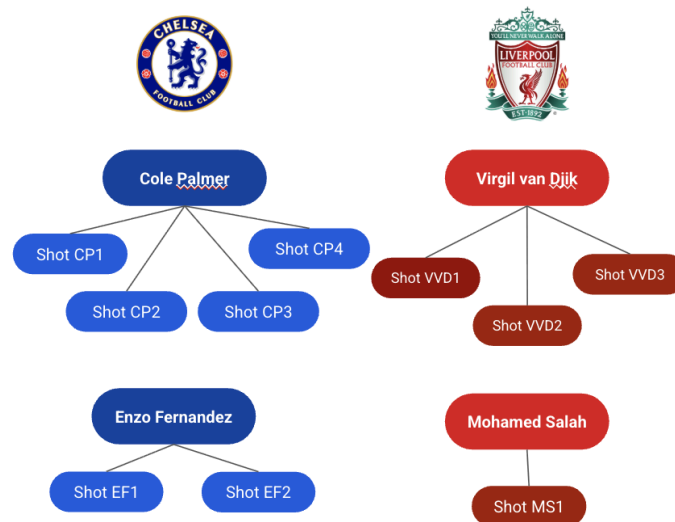 CHELSEA
FOOTBALL CLUB
YOU'LL NEVER WALK ALONE
LIVERPOOL
FOOTBALL CLUB
EST·1892
Cole Palmer
Virgil van Djik
Shot CP1
Shot CP4
Shot VVD1
Shot VVD3
Shot CP2
Shot CP3
Shot VVD2
Enzo Fernandez
Mohamed Salah
Shot EF1
Shot EF2
Shot MS1